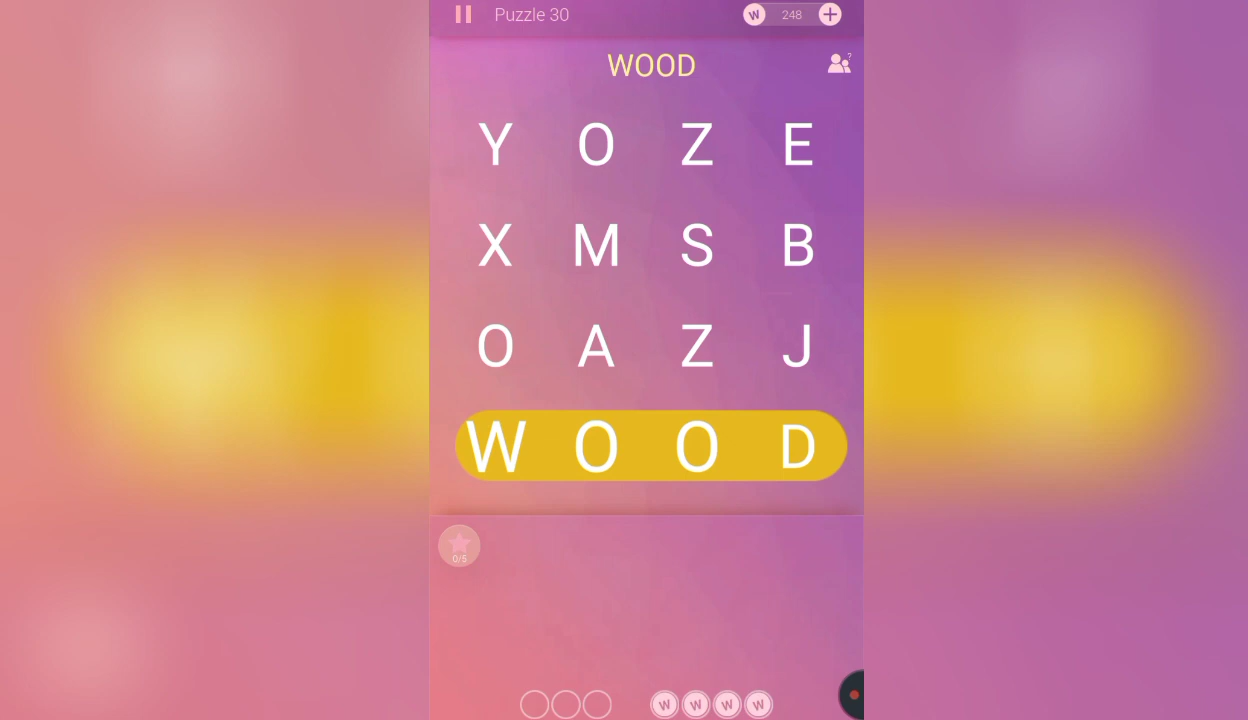 Puzzle 30
W 248 +
WOOD
?
Y O Z E
X M S B
O A Z J
W O O D
0/5
W W W W